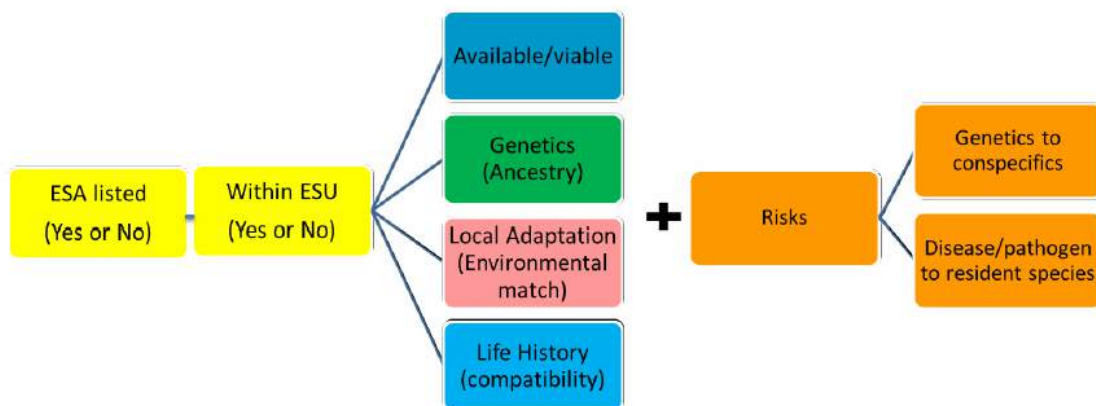 ESA listed
(Yes or No)
Within ESU
(Yes or No)
Available/viable
Genetics
(Ancestry)
Local Adaptation
(Environmental
match)
Life History
(compatibility)
+
Risks
Genetics to
conspecifics
Disease/pathogen
to resident species